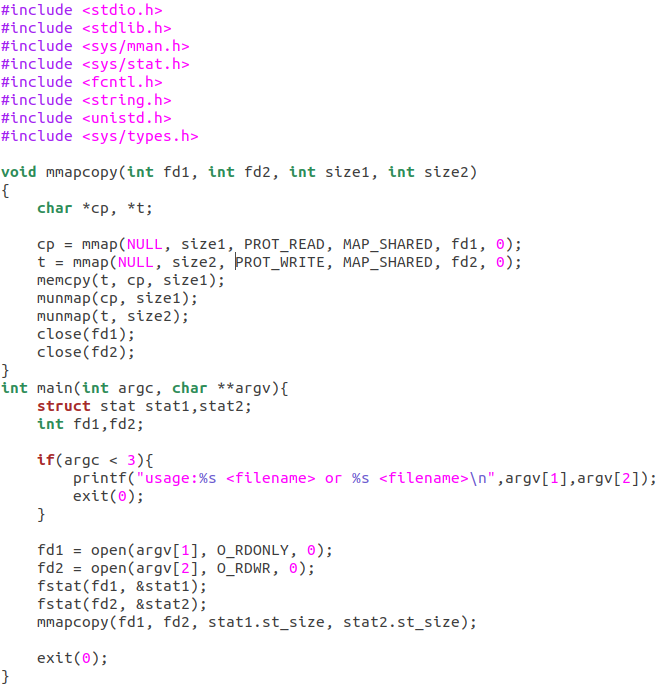 #include <stdio.h>
#include <stdlib.h>
#include <sys/mman.h>
#include <sys/stat.h>
#include <fcntl.h>
#include <string.h>
#include <unistd.h>
#include <sys/types.h>

void mmapcopy(int fd1, int fd2, int size1, int size2)
{
    char *cp, *t;

    cp = mmap(NULL, size1, PROT_READ, MAP_SHARED, fd1, 0);
    t = mmap(NULL, size2, PROT_WRITE, MAP_SHARED, fd2, 0);
    memcpy(t, cp, size1);
    munmap(cp, size1);
    munmap(t, size2);
    close(fd1);
    close(fd2);
}
int main(int argc, char **argv){
    struct stat stat1,stat2;
    int fd1,fd2;

    if(argc < 3){
        printf("usage:%s <filename> or %s <filename>\n",argv[1],argv[2]);
        exit(0);
    }

    fd1 = open(argv[1], O_RDONLY, 0);
    fd2 = open(argv[2], O_RDWR, 0);
    fstat(fd1, &stat1);
    fstat(fd2, &stat2);
    mmapcopy(fd1, fd2, stat1.st_size, stat2.st_size);

    exit(0);
}